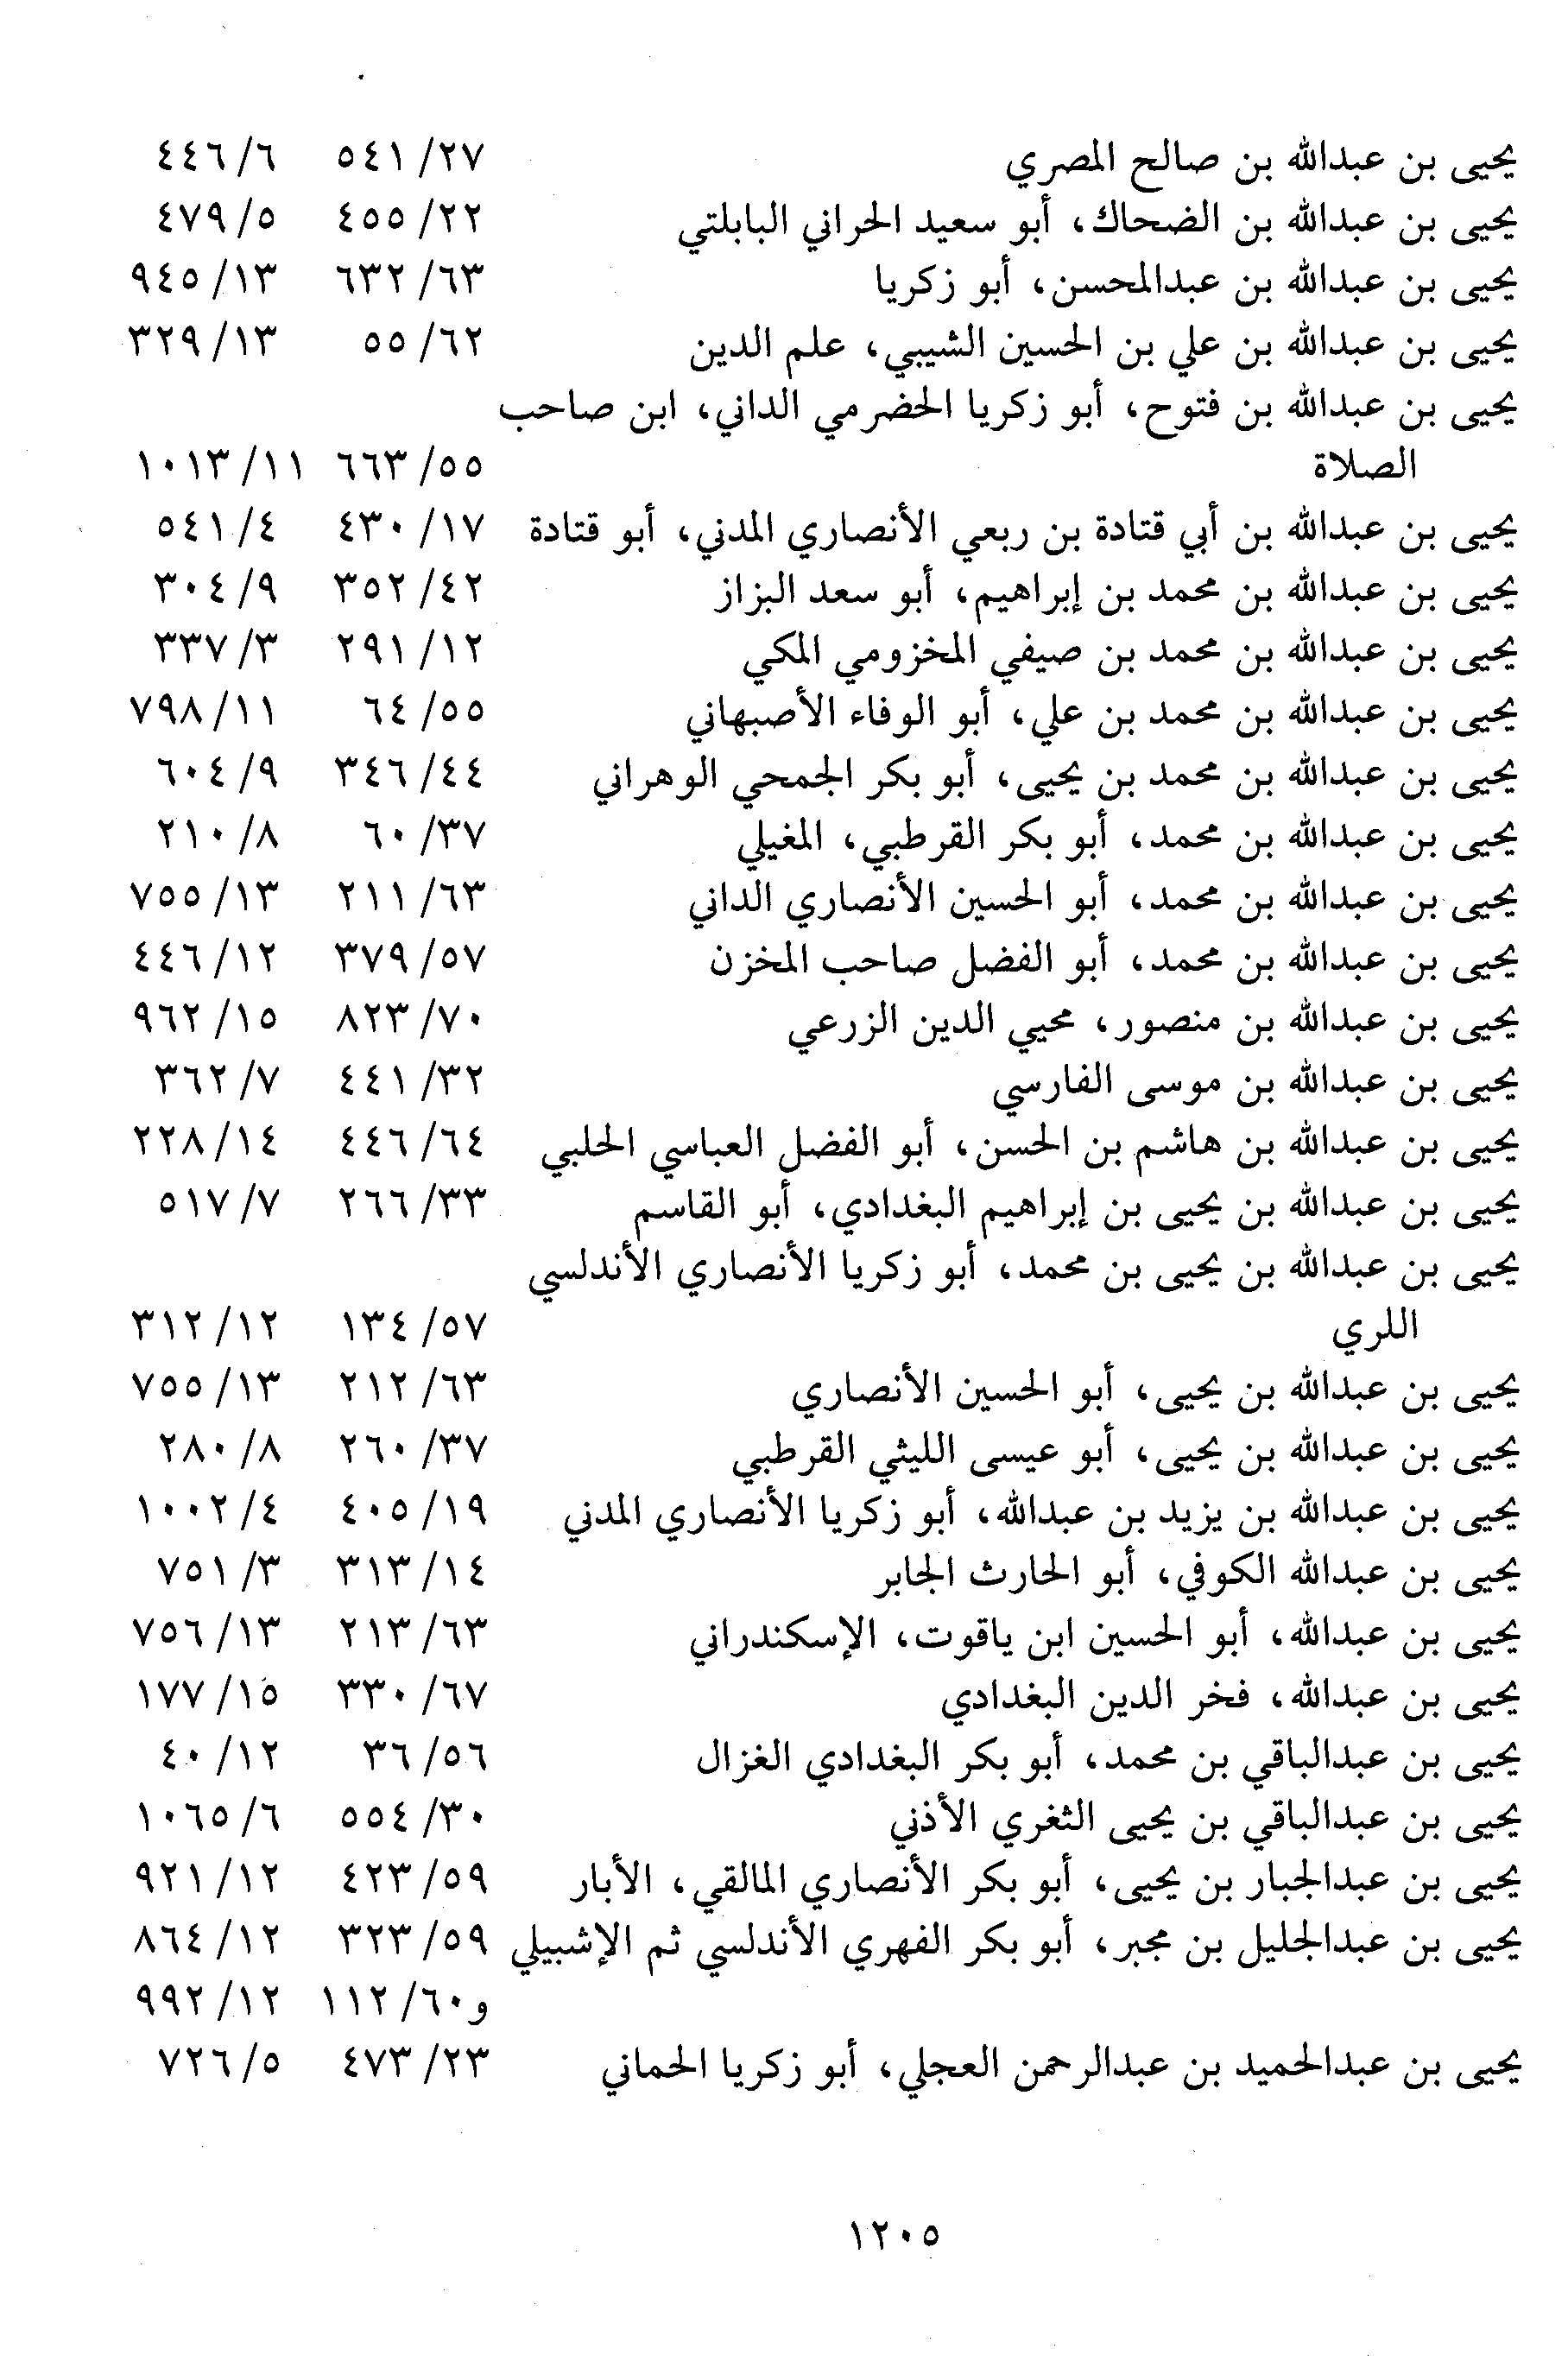 يحيى بن عبدالله بن صالح المصري ٢٧/ ٥٤١ ٦/ ٤٤٦
يحيى بن عبدالله بن الضحاك، أبو سعيد الحراني البابلتي ٢٢/ ٤٥٥ ٥/ ٤٧٩
يحيى بن عبدالله بن عبدالمحسن، أبو زكريا ٦٣/ ٦٣٢ ١٣/ ٩٤٥
يحيى بن عبدالله بن علي بن الحسين الشيبي، علم الدين ٦٢/ ٥٥ ١٣/ ٣٢٩
يحيى بن عبدالله بن فتوح، أبو زكريا الحضرمي الداني، ابن صاحب
الصلاة ٥٥/ ٦٦٣ ١١/ ١٠١٣
يحيى بن عبدالله بن أبي قتادة بن ربعي الأنصاري المدني، أبو قتادة ١٧/ ٤٣٠ ٤/ ٥٤١
يحيى بن عبدالله بن محمد بن إبراهيم، أبو سعد البزاز ٤٢/ ٣٥٢ ٩/ ٣٠٤
يحيى بن عبدالله بن محمد بن صيفي المخزومي المكي ١٢/ ٢٩١ ٣/ ٣٣٧
يحيى بن عبدالله بن محمد بن علي، أبو الوفاء الأصبهاني ٥٥/ ٦٤ ١١/ ٧٩٨
يحيى بن عبدالله بن محمد بن يحيى، أبو بكر الجمحي الوهراني ٤٤/ ٣٤٦ ٩/ ٦٠٤
يحيى بن عبدالله بن محمد، أبو بكر القرطبي، المغيلي ٣٧/ ٦٠ ٨/ ٢١٠
يحيى بن عبدالله بن محمد، أبو الحسين الأنصاري الداني ٦٣/ ٢١١ ١٣/ ٧٥٥
يحيى بن عبدالله بن محمد، أبو الفضل صاحب المخزن ٥٧/ ٣٧٩ ١٢/ ٤٤٦
يحيى بن عبدالله بن منصور، محيي الدين الزرعي ٧٠/ ٨٢٣ ١٥/ ٩٦٢
يحيى بن عبدالله بن موسى الفارسي ٣٢/ ٤٤١ ٧/ ٣٦٢
يحيى بن عبدالله بن هاشم بن الحسن، أبو الفضل العباسي الحلبي ٦٤/ ٤٤٦ ١٤/ ٢٢٨
يحيى بن عبدالله بن يحيى بن إبراهيم البغدادي، أبو القاسم ٣٣/ ٢٦٦ ٧/ ٥١٧
يحيى بن عبدالله بن يحيى بن محمد، أبو زكريا الأنصاري الأندلسي
اللري ٥٧/ ١٣٤ ١٢/ ٣١٢
يحيى بن عبدالله بن يحيى، أبو الحسين الأنصاري ٦٣/ ٢١٢ ١٣/ ٧٥٥
يحيى بن عبدالله بن يحيى، أبو عيسى الليثي القرطبي ٣٧/ ٢٦٠ ٨/ ٢٨٠
يحيى بن عبدالله بن يزيد بن عبدالله، أبو زكريا الأنصاري المدني ١٩/ ٤٠٥ ٤/ ١٠٠٢
يحيى بن عبدالله الكوفي، أبو الحارث الجابر ١٤/ ٣١٣ ٣/ ٧٥١
يحيى بن عبدالله، أبو الحسين ابن ياقوت، الإسكندراني ٦٣/ ٢١٣ ١٣/ ٧٥٦
يحيى بن عبدالله، فخر الدين البغدادي ٦٧/ ٣٣٠ ١٥/ ١٧٧
يحيى بن عبدالباقي بن محمد، أبو بكر البغدادي الغزال ٥٦/ ٣٦ ١٢/ ٤٠
يحيى بن عبدالباقي بن يحيى الثغري الأذني ٣٠/ ٥٥٤ ٦/ ١٠٦٥
يحيى بن عبدالجبار بن يحيى، أبو بكر الأنصاري المالقي، الأبار ٥٩/ ٤٢٣ ١٢/ ٩٢١
يحيى بن عبدالجليل بن مجبر، أبو بكر الفهري الأندلسي ثم الإشبيلي ٥٩/ ٣٢٣ ١٢/ ٨٦٤
و٦٠/ ١١٢ ١٢/ ٩٩٢
يحيى بن عبدالحميد بن عبدالرحمن العجلي، أبو زكريا الحماني ٢٣/ ٤٧٣ ٥/ ٧٢٦
١٢٠٥